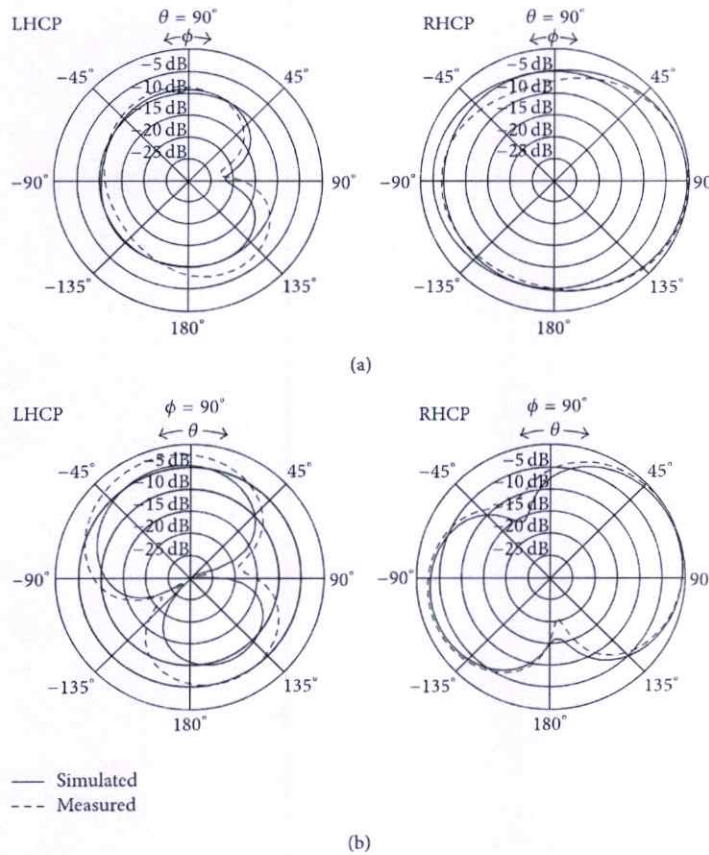 LHCP
θ = 90°
ϕ
−5 dB
−10 dB
−15 dB
−20 dB
−25 dB
−45°
45°
−90°
90°
−135°
135°
180°
RHCP
θ = 90°
ϕ
−5 dB
−10 dB
−15 dB
−20 dB
−25 dB
−45°
45°
−90°
90°
−135°
135°
180°
(a)
LHCP
ϕ = 90°
θ
−5 dB
−10 dB
−15 dB
−20 dB
−25 dB
−45°
45°
−90°
90°
−135°
135°
180°
RHCP
ϕ = 90°
θ
−5 dB
−10 dB
−15 dB
−20 dB
−25 dB
−45°
45°
−90°
90
−135°
135°
180°
Simulated
Measured
(b)